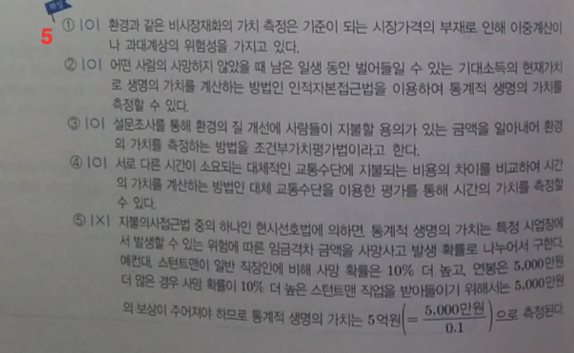 해설
5
① |O| 환경과 같은 비시장재화의 가치 측정은 기준이 되는 시장가격의 부재로 인해 이중계산이
나 과대계상의 위험성을 가지고 있다.
② |O| 어떤 사람의 사망하지 않았을 때 남은 일생 동안 벌어들일 수 있는 기대소득의 현재가치
로 생명의 가치를 계산하는 방법인 인적자본접근법을 이용하여 통계적 생명의 가치를
측정할 수 있다.
③ |O| 설문조사를 통해 환경의 질 개선에 사람들이 지불할 용의가 있는 금액을 알아내어 환경
의 가치를 측정하는 방법을 조건부가치평가법이라고 한다.
④ |O| 서로 다른 시간이 소요되는 대체적인 교통수단에 지불되는 비용의 차이를 비교하여 시간
의 가치를 계산하는 방법인 대체 교통수단을 이용한 평가를 통해 시간의 가치를 측정할
수 있다.
⑤ |X| 지불의사접근법 중의 하나인 현시선호법에 의하면 통계적 생명의 가치는 특정 사업장에
서 발생할 수 있는 위험에 따른 임금격차 금액을 사망사고 발생 확률로 나누어서 구한다.
예컨대, 스턴트맨이 일반 직장인에 비해 사망 확률은 10% 더 높고, 연봉은 5,000만원
더 많은 경우 사망 확률이 10% 더 높은 스턴트맨 직업을 받아들이기 위해서는 5,000만원
의 보상이 주어져야 하므로 통계적 생명의 가치는 5억원(= 5,000만원/0.1)으로 측정된다.